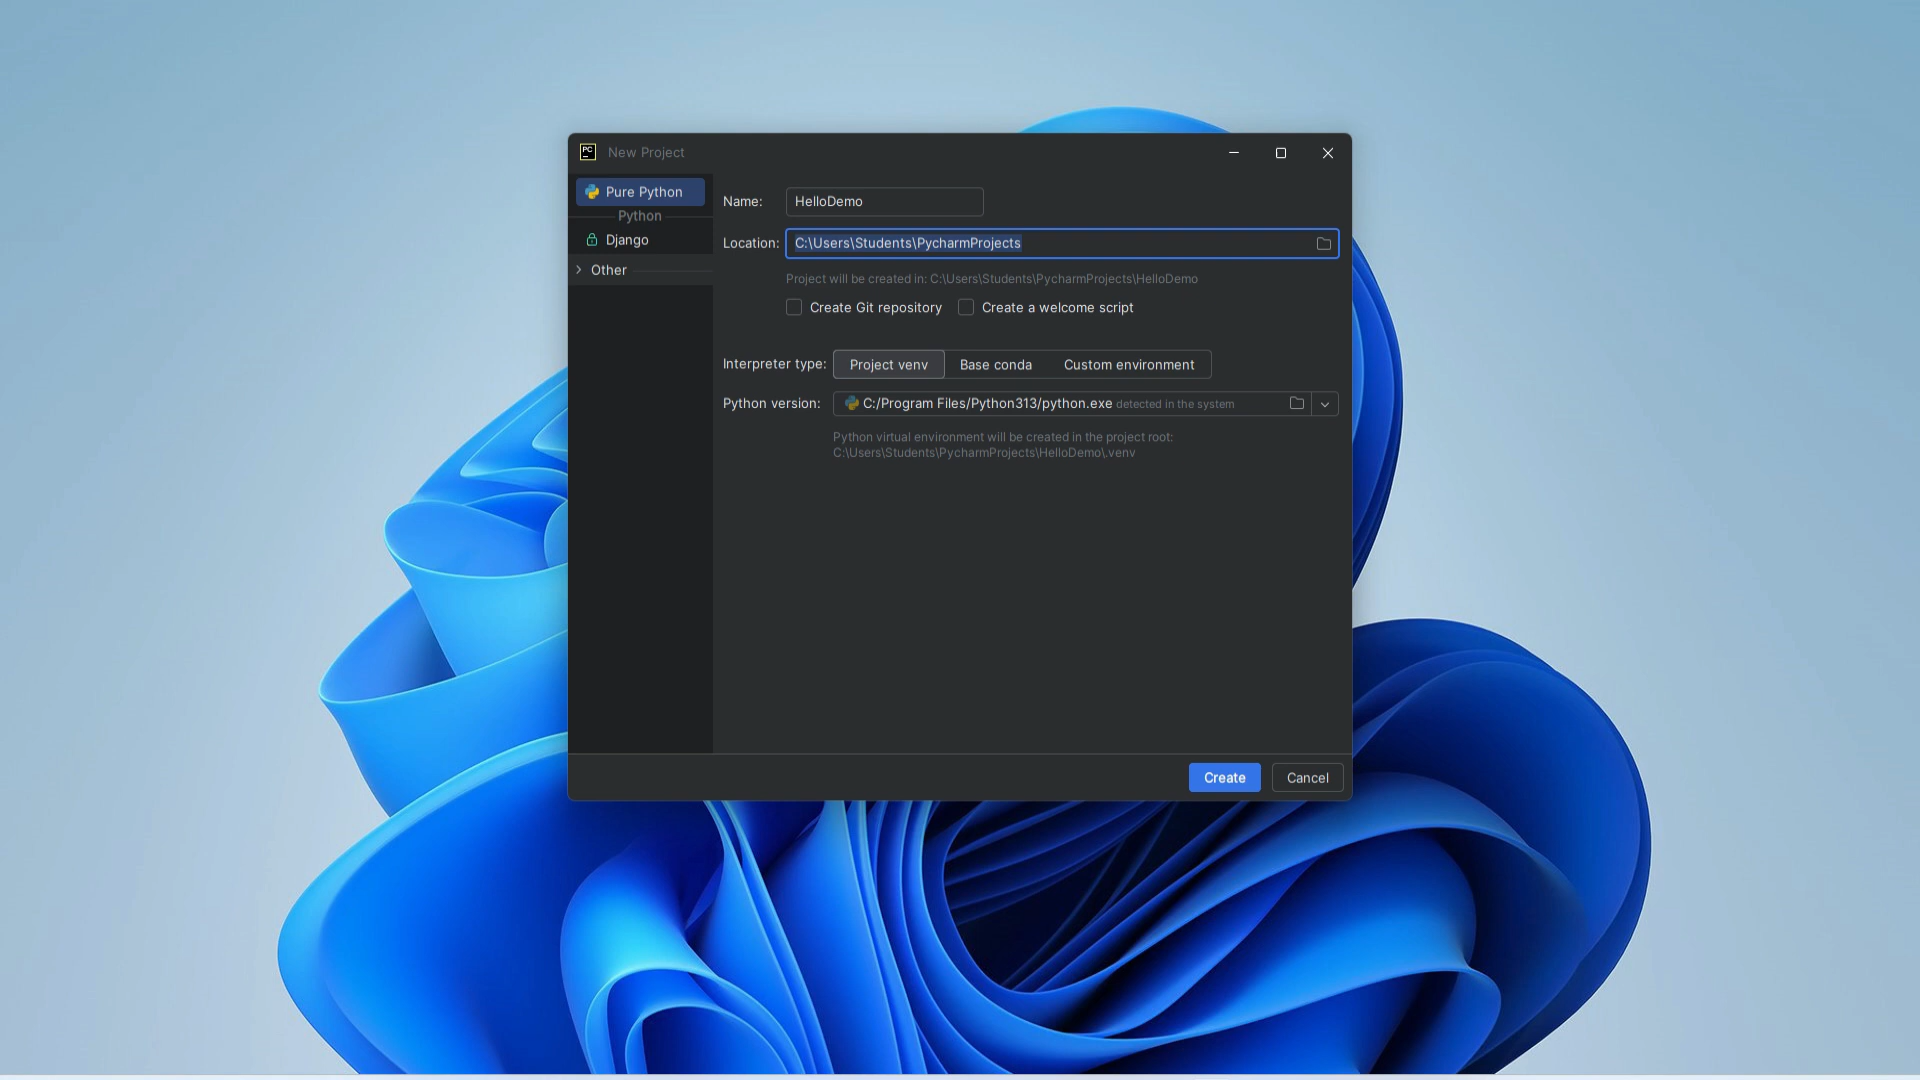 PC New Project
Pure Python
Python
Django
Other
Name: HelloDemo
Location: C:\Users\Students\PycharmProjects
Project will be created in: C:\Users\Students\PycharmProjects\HelloDemo
Create Git repository Create a welcome script
Interpreter type: Project venv Base conda Custom environment
Python version: C:/Program Files/Python313/python.exe detected in the system
Python virtual environment will be created in the project root:
C:\Users\Students\PycharmProjects\HelloDemo\.venv
Create Cancel